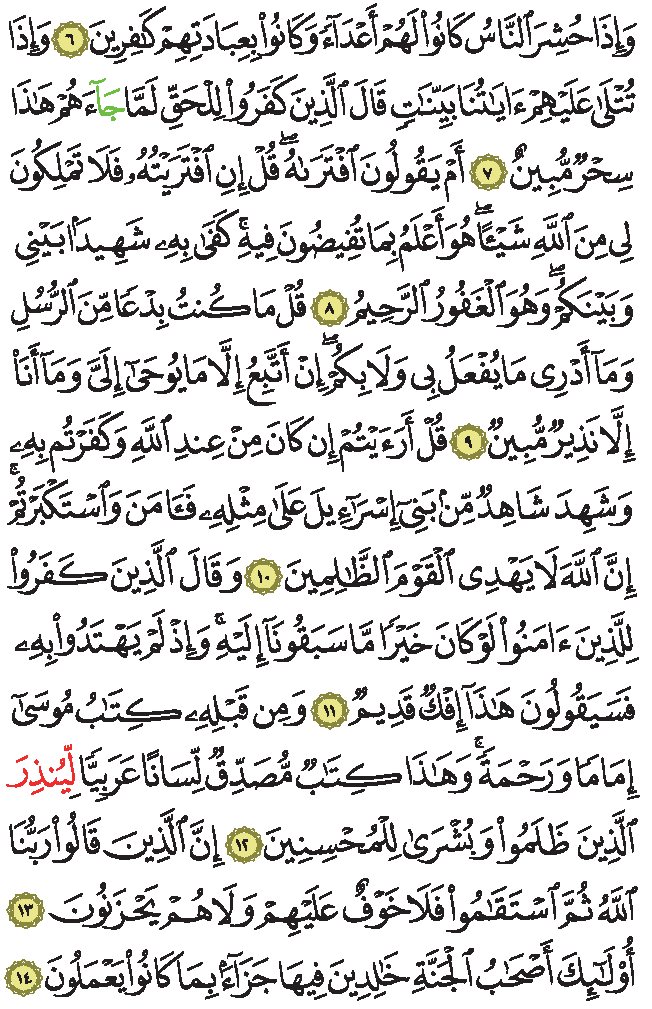 وَإِذَا حُشِرَ ٱلنَّاسُ كَانُوا۟ لَهُمْ أَعْدَآءً وَكَانُوا۟ بِعِبَادَتِهِمْ كَٰفِرِينَ ٦ وَإِذَا
تُتْلَىٰ عَلَيْهِمْ ءَايَٰتُنَا بَيِّنَٰتٍ قَالَ ٱلَّذِينَ كَفَرُوا۟ لِلْحَقِّ لَمَّا جَآءَهُمْ هَٰذَا
سِحْرٌ مُّبِينٌ ٧ أَمْ يَقُولُونَ ٱفْتَرَىٰهُ ۖ قُلْ إِنِ ٱفْتَرَيْتُهُۥ فَلَا تَمْلِكُونَ
لِى مِنَ ٱللَّهِ شَيْـًٔا ۖ هُوَ أَعْلَمُ بِمَا تُفِيضُونَ فِيهِ ۚ كَفَىٰ بِهِۦ شَهِيدًۢا بَيْنِى
وَبَيْنَكُمْ ۖ وَهُوَ ٱلْغَفُورُ ٱلرَّحِيمُ ٨ قُلْ مَا كُنتُ بِدْعًا مِّنَ ٱلرُّسُلِ
وَمَآ أَدْرِى مَا يُفْعَلُ بِى وَلَا بِكُمْ ۖ إِنْ أَتَّبِعُ إِلَّا مَا يُوحَىٰٓ إِلَىَّ وَمَآ أَنَا۠
إِلَّا نَذِيرٌ مُّبِينٌ ٩ قُلْ أَرَءَيْتُمْ إِن كَانَ مِنْ عِندِ ٱللَّهِ وَكَفَرْتُم بِهِۦ
وَشَهِدَ شَاهِدٌ مِّنۢ بَنِىٓ إِسْرَٰٓءِيلَ عَلَىٰ مِثْلِهِۦ فَـَٔامَنَ وَٱسْتَكْبَرْتُمْ ۚ
إِنَّ ٱللَّهَ لَا يَهْدِى ٱلْقَوْمَ ٱلظَّٰلِمِينَ ١٠ وَقَالَ ٱلَّذِينَ كَفَرُوا۟
لِلَّذِينَ ءَامَنُوا۟ لَوْ كَانَ خَيْرًا مَّا سَبَقُونَآ إِلَيْهِ ۚ وَإِذْ لَمْ يَهْتَدُوا۟ بِهِۦ
فَسَيَقُولُونَ هَٰذَآ إِفْكٌ قَدِيمٌ ١١ وَمِن قَبْلِهِۦ كِتَٰبُ مُوسَىٰٓ
إِمَامًا وَرَحْمَةً ۚ وَهَٰذَا كِتَٰبٌ مُّصَدِّقٌ لِّسَانًا عَرَبِيًّا لِّيُنذِرَ
ٱلَّذِينَ ظَلَمُوا۟ وَبُشْرَىٰ لِلْمُحْسِنِينَ ١٢ إِنَّ ٱلَّذِينَ قَالُوا۟ رَبُّنَا
ٱللَّهُ ثُمَّ ٱسْتَقَٰمُوا۟ فَلَا خَوْفٌ عَلَيْهِمْ وَلَا هُمْ يَحْزَنُونَ ١٣
أُو۟لَٰٓئِكَ أَصْحَٰبُ ٱلْجَنَّةِ خَٰلِدِينَ فِيهَا جَزَآءًۢ بِمَا كَانُوا۟ يَعْمَلُونَ ١٤